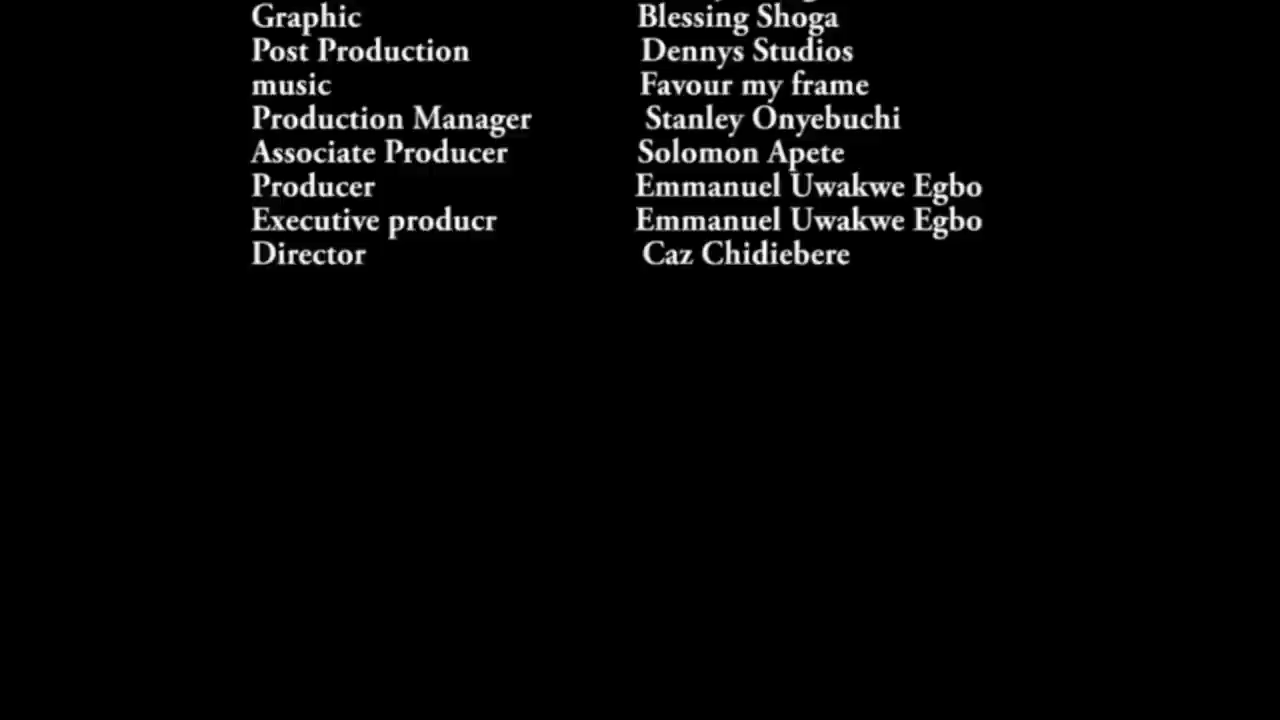 Graphic Blessing Shoga
Post Production Dennys Studios
music Favour my frame
Production Manager Stanley Onyebuchi
Associate Producer Solomon Apete
Producer Emmanuel Uwakwe Egbo
Executive producr Emmanuel Uwakwe Egbo
Director Caz Chidiebere